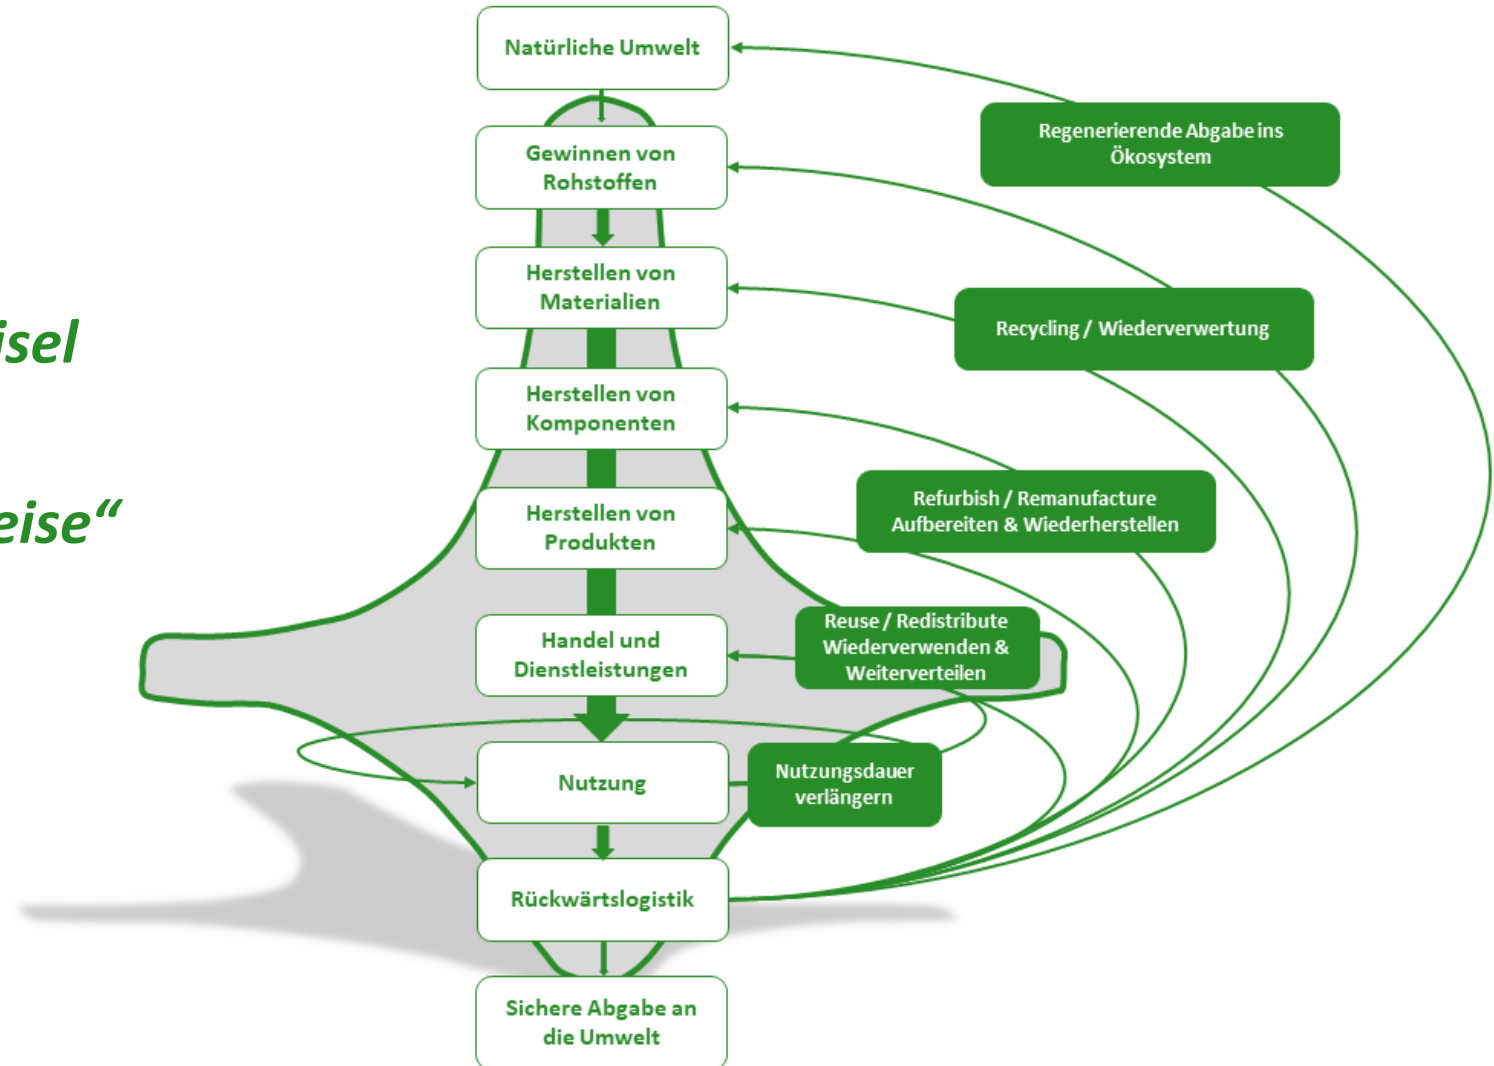 Natürliche Umwelt
Regenerierende Abgabe ins
Ökosystem
Gewinnen von
Rohstoffen
Herstellen von
Materialien
Recycling / Wiederverwertung
isel
Herstellen von
Komponenten
Refurbish / Remanufacture
Aufbereiten & Wiederherstellen
eise“
Herstellen von
Produkten
Reuse / Redistribute
Wiederverwenden &
Weiterverteilen
Handel und
Dienstleistungen
Nutzung
Nutzungsdauer
verlängern
Rückwärtslogistik
Sichere Abgabe an
die Umwelt